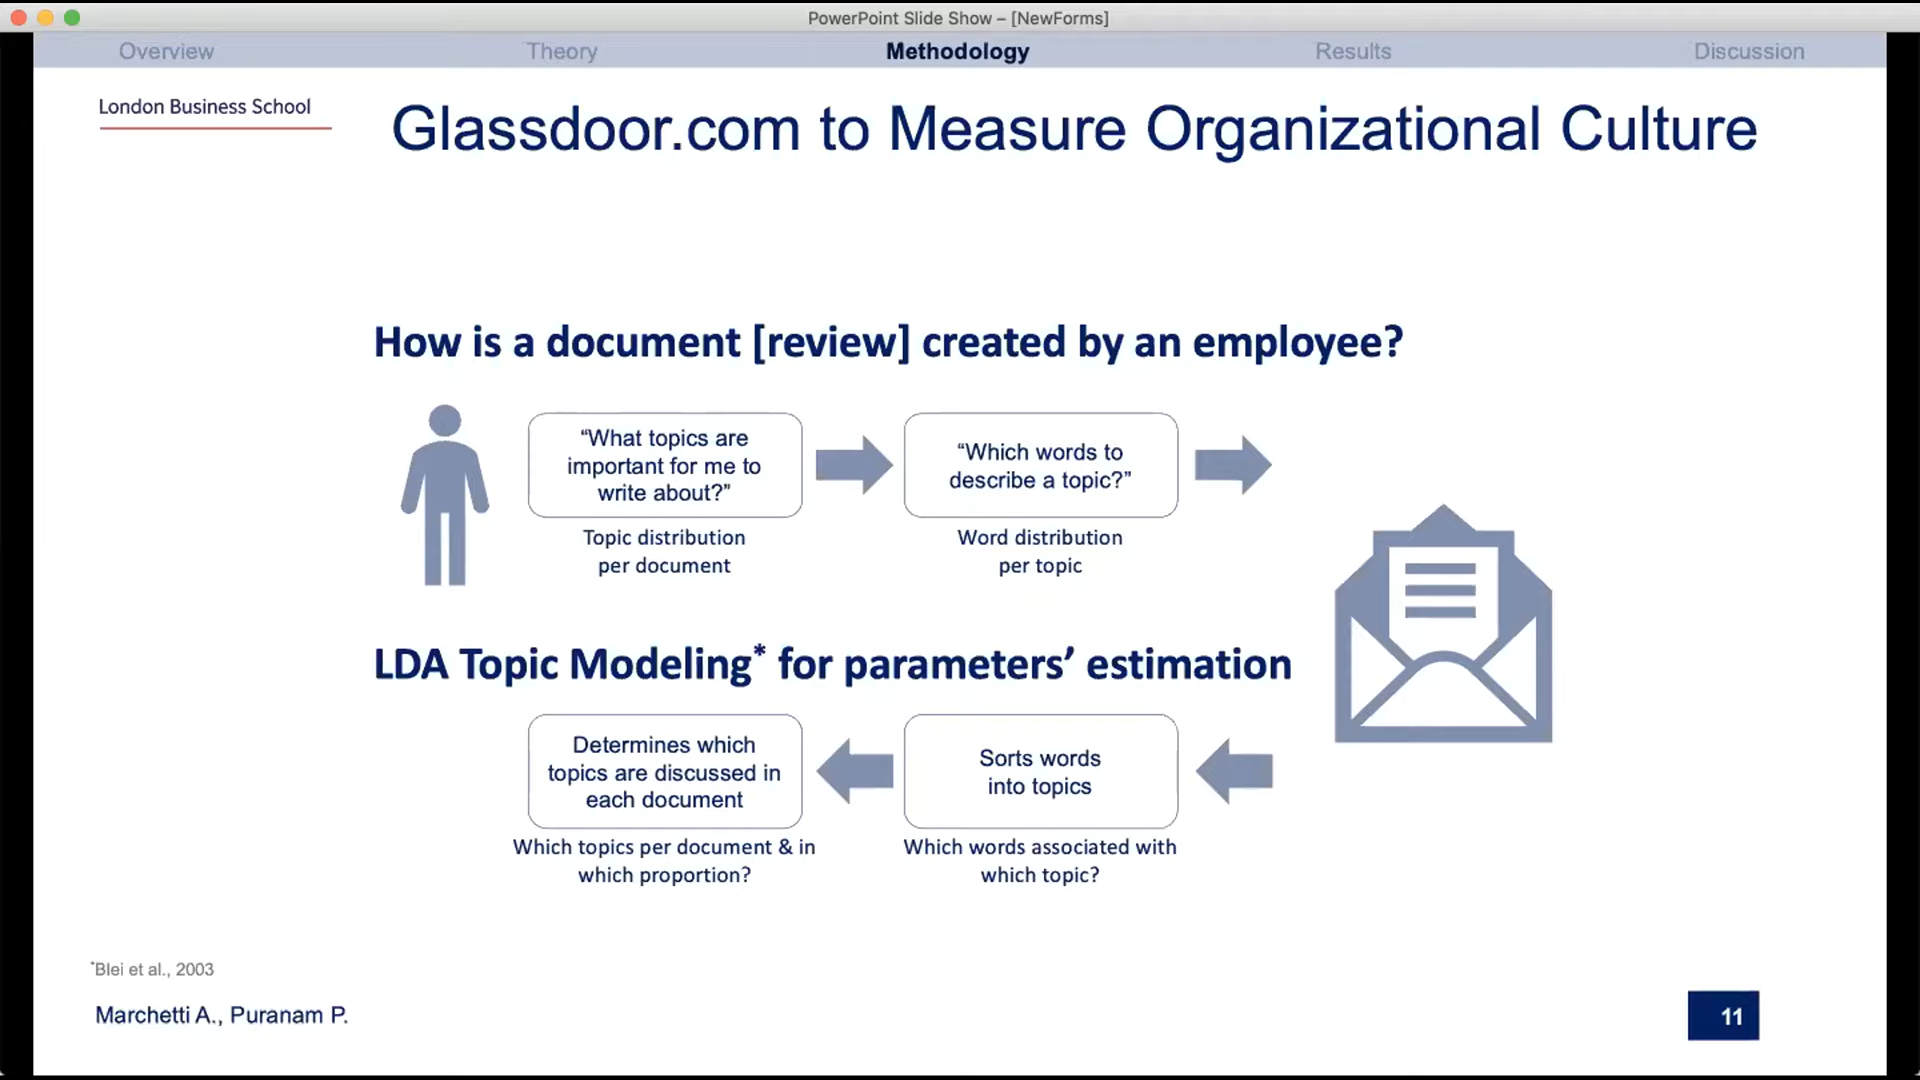 PowerPoint Slide Show – [NewForms]
Overview
Theory
Methodology
Results
Discussion
London Business School
Glassdoor.com to Measure Organizational Culture
How is a document [review] created by an employee?
“What topics are
important for me to
write about?”
Topic distribution
per document
“Which words to
describe a topic?”
Word distribution
per topic
LDA Topic Modeling* for parameters’ estimation
Determines which
topics are discussed in
each document
Which topics per document & in
which proportion?
Sorts words
into topics
Which words associated with
which topic?
*Blei et al., 2003
Marchetti A., Puranam P.
11